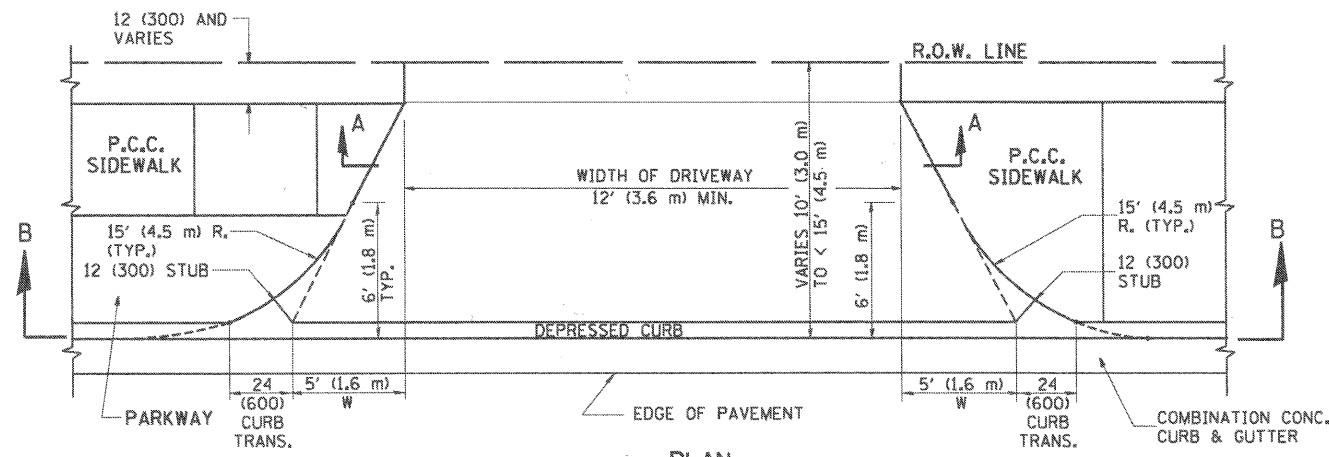 12 (300) AND
VARIES
R.O.W. LINE
A
A
P.C.C.
SIDEWALK
P.C.C.
SIDEWALK
WIDTH OF DRIVEWAY
12' (3.6 m) MIN.
VARIES 10' (3.0 m)
TO < 15' (4.5 m)
B
B
15' (4.5 m) R.
(TYP.)
12 (300) STUB
6' (1.8 m)
TYP.
6' (1.8 m)
15' (4.5 m)
R. (TYP.)
12 (300)
STUB
DEPRESSED CURB
24
(600)
CURB
TRANS.
5' (1.6 m)
W
5' (1.6 m)
W
24
(600)
CURB
TRANS.
PARKWAY
EDGE OF PAVEMENT
COMBINATION CONC.
CURB & GUTTER
PLAN